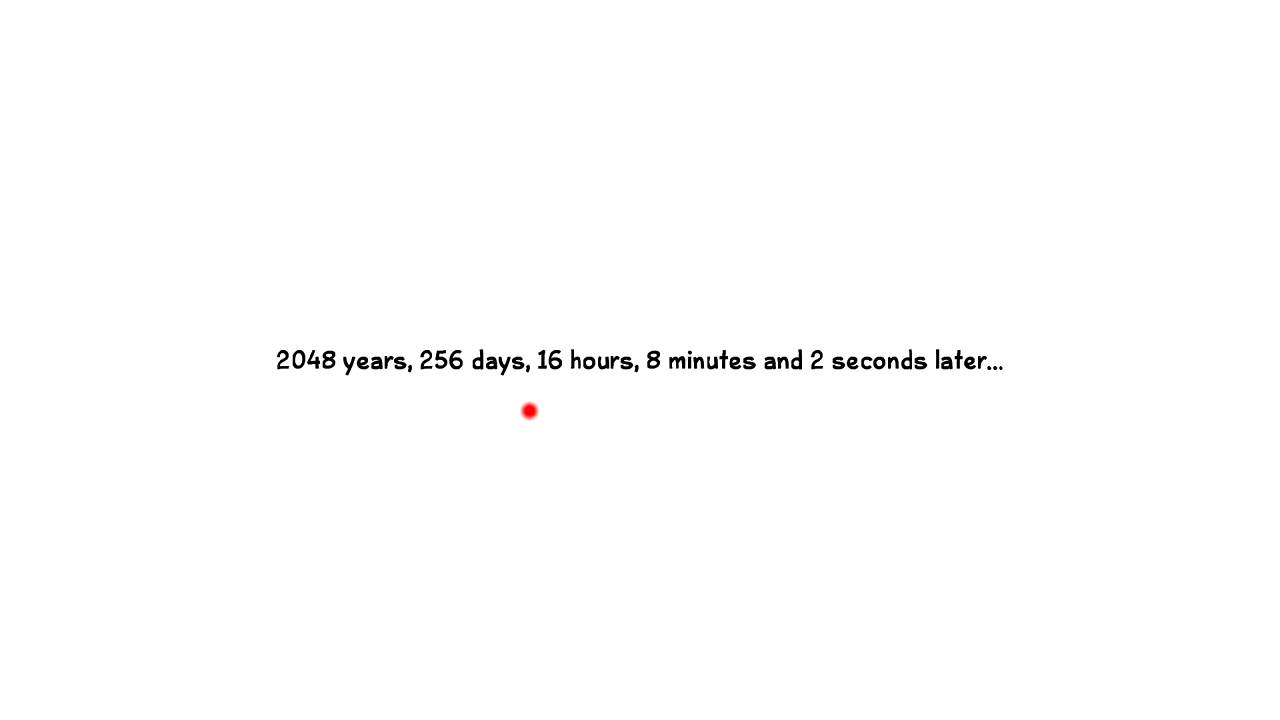 2048 years, 256 days, 16 hours, 8 minutes and 2 seconds later...